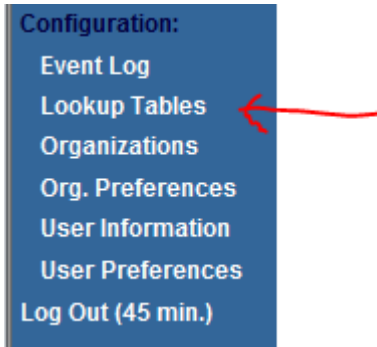 Configuration:
Event Log
Lookup Tables
Organizations
Org. Preferences
User Information
User Preferences
Log Out (45 min.)